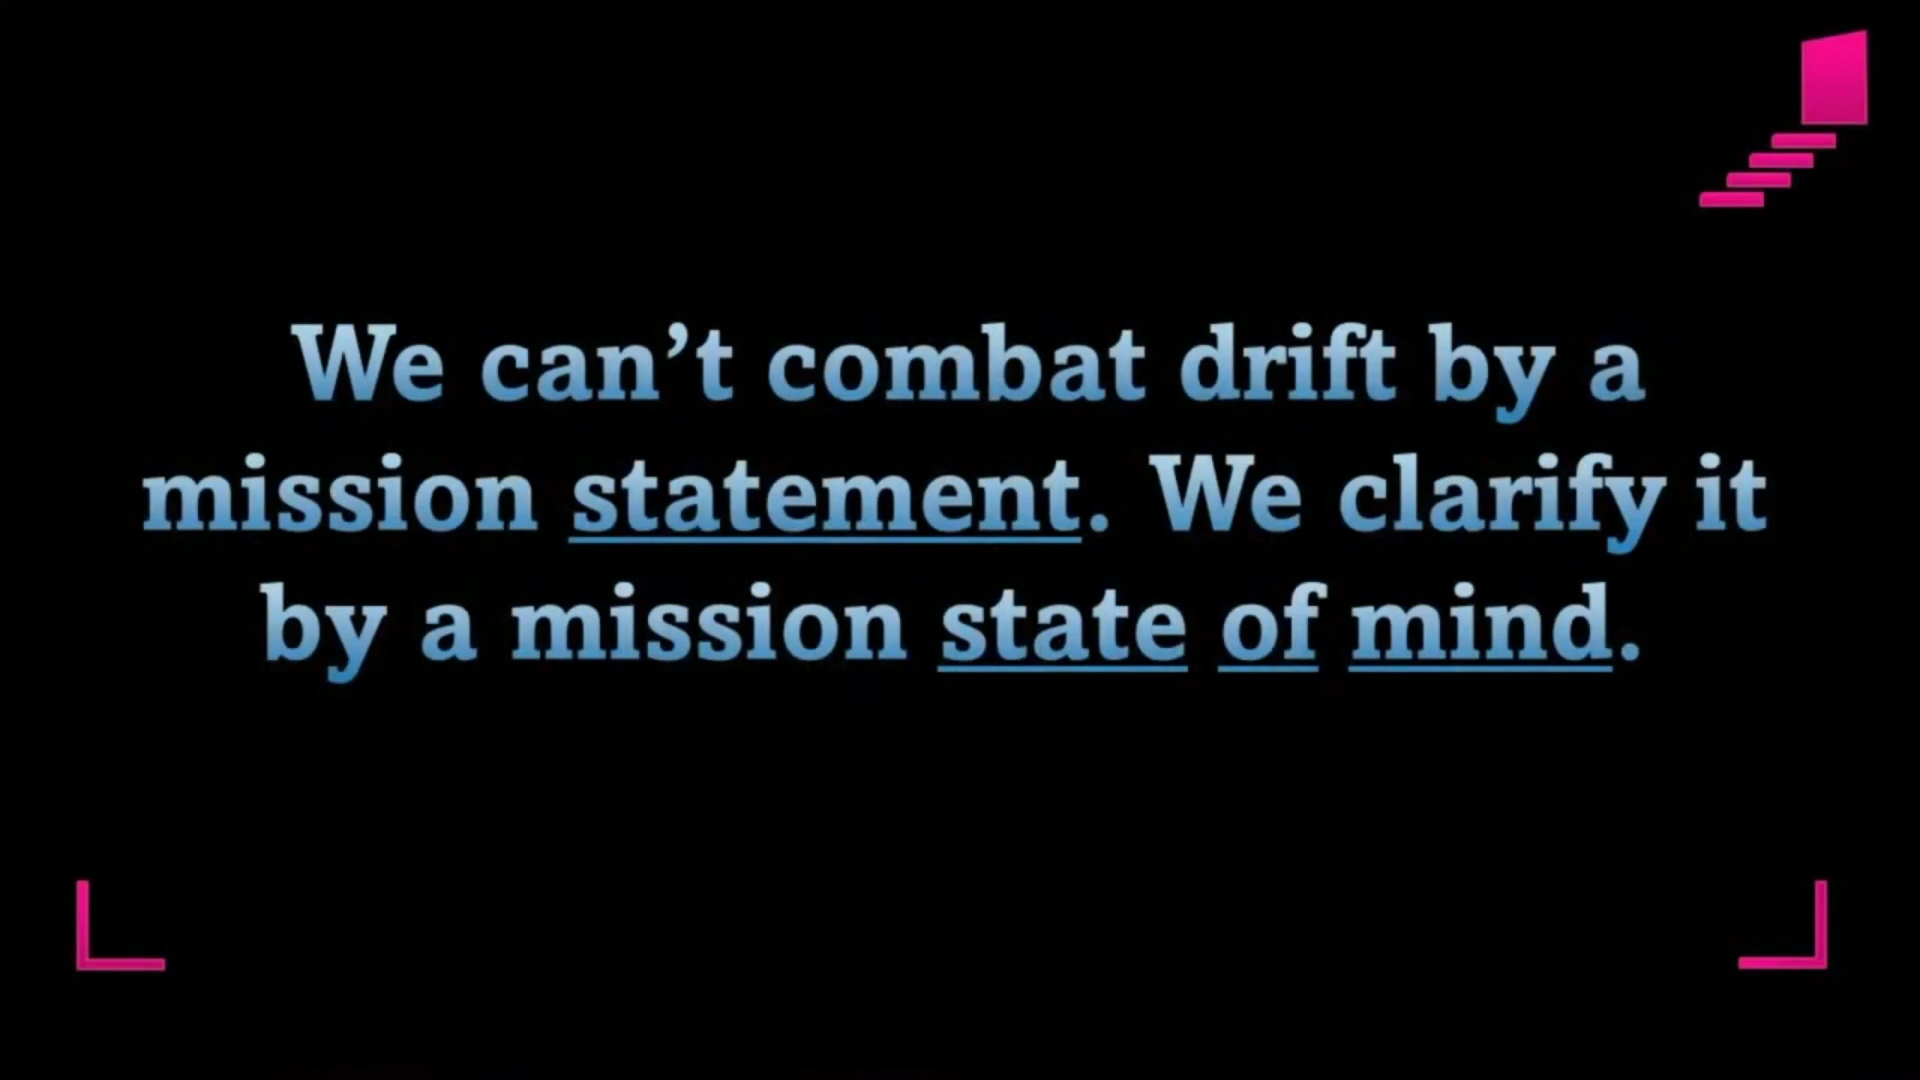 We can’t combat drift by a
mission statement. We clarify it
by a mission state of mind.